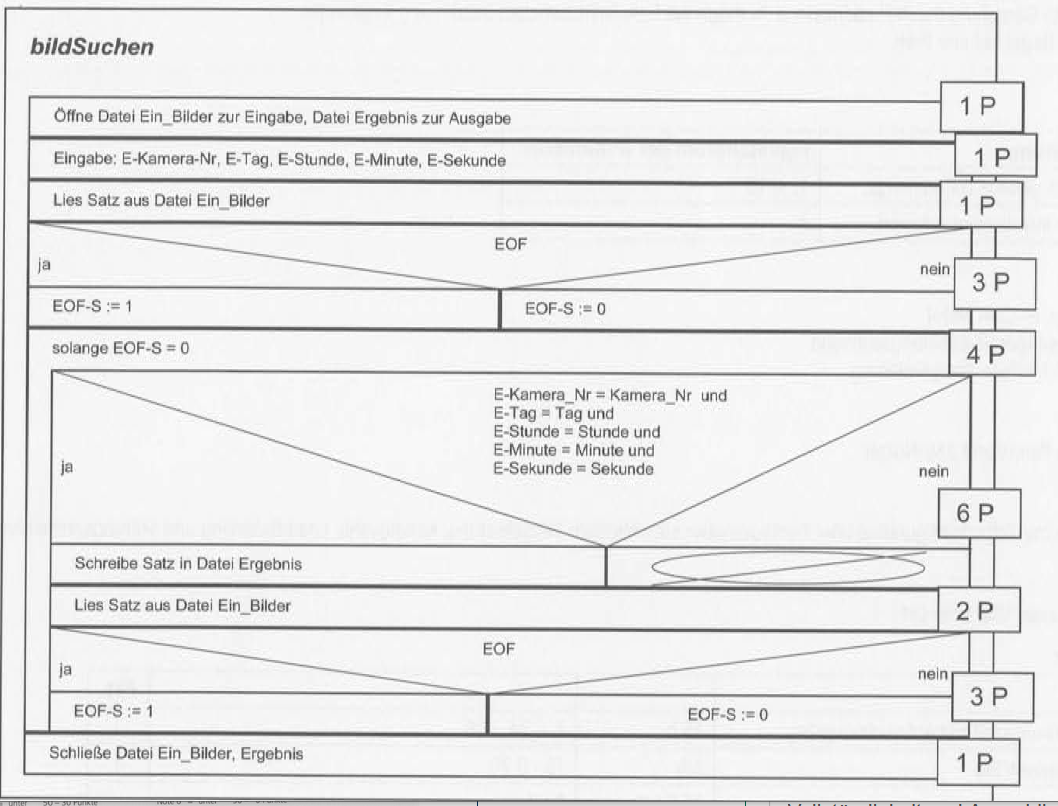 bildSuchen
Öffne Datei Ein_Bilder zur Eingabe, Datei Ergebnis zur Ausgabe
1 P
Eingabe: E-Kamera-Nr, E-Tag, E-Stunde, E-Minute, E-Sekunde
1 P
Lies Satz aus Datei Ein_Bilder
1 P
EOF
ja
nein
3 P
EOF-S := 1
EOF-S := 0
solange EOF-S = 0
4 P
E-Kamera_Nr = Kamera_Nr und
E-Tag = Tag und
E-Stunde = Stunde und
E-Minute = Minute und
E-Sekunde = Sekunde
ja
nein
6 P
Schreibe Satz in Datei Ergebnis
Lies Satz aus Datei Ein_Bilder
2 P
EOF
ja
nein
3 P
EOF-S := 1
EOF-S := 0
Schließe Datei Ein_Bilder, Ergebnis
1 P